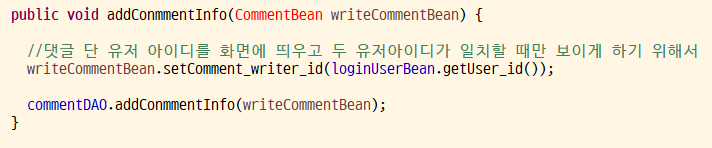 public void addConmmentInfo(CommentBean writeCommentBean) {
//댓글 단 유저 아이디를 화면에 띄우고 두 유저아이디가 일치할 때만 보이게 하기 위해서
writeCommentBean.setComment_writer_id(loginUserBean.getUser_id());
commentDAO.addConmmentInfo(writeCommentBean);
}